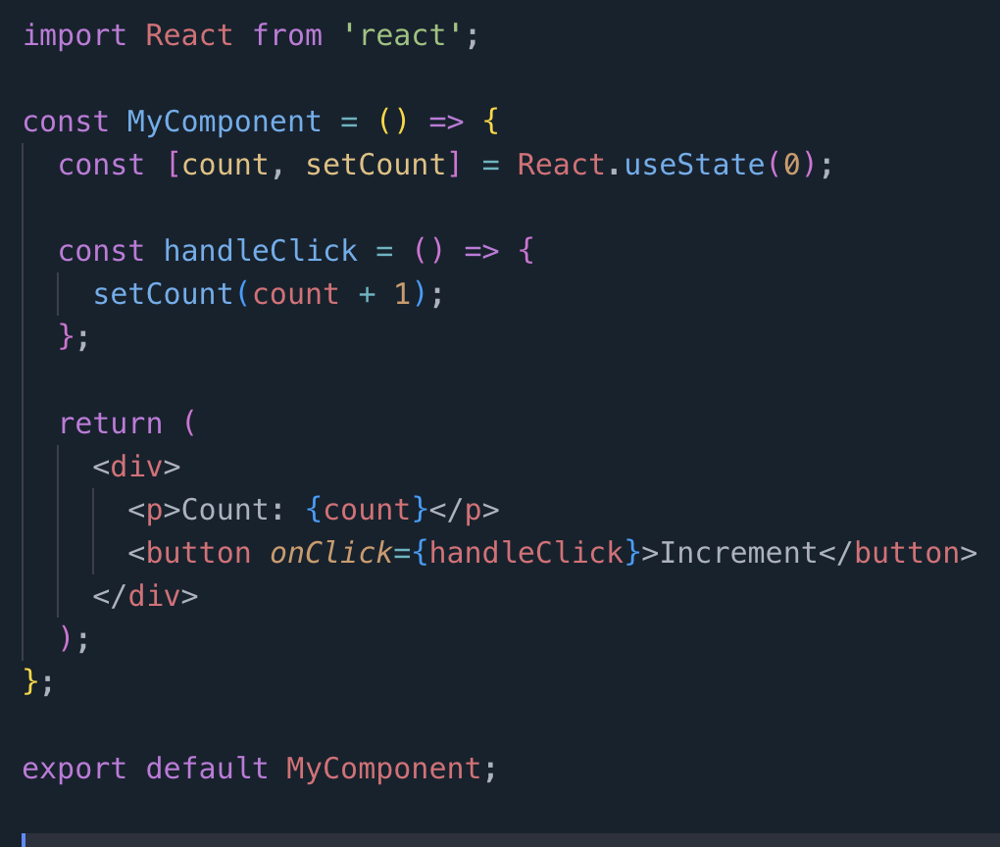 import React from 'react';

const MyComponent = () => {
  const [count, setCount] = React.useState(0);

  const handleClick = () => {
    setCount(count + 1);
  };

  return (
    <div>
      <p>Count: {count}</p>
      <button onClick={handleClick}>Increment</button>
    </div>
  );
};

export default MyComponent;